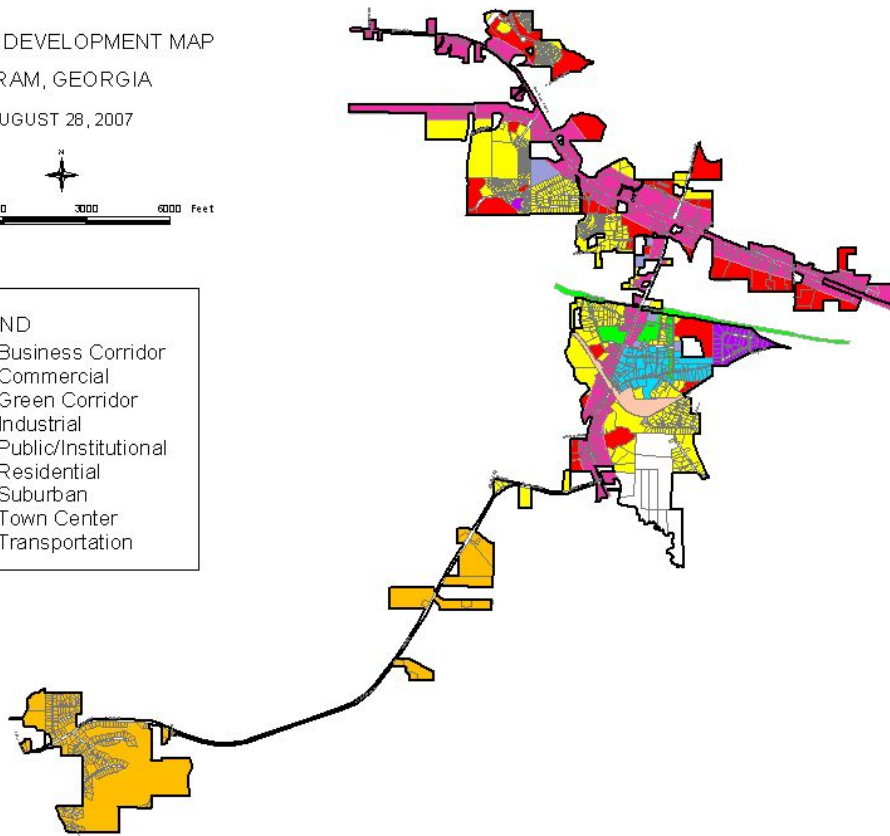 DEVELOPMENT MAP
RAM, GEORGIA
UGUST 28, 2007
N
0 3000 6000 Feet
ND
Business Corridor
Commercial
Green Corridor
Industrial
Public/Institutional
Residential
Suburban
Town Center
Transportation